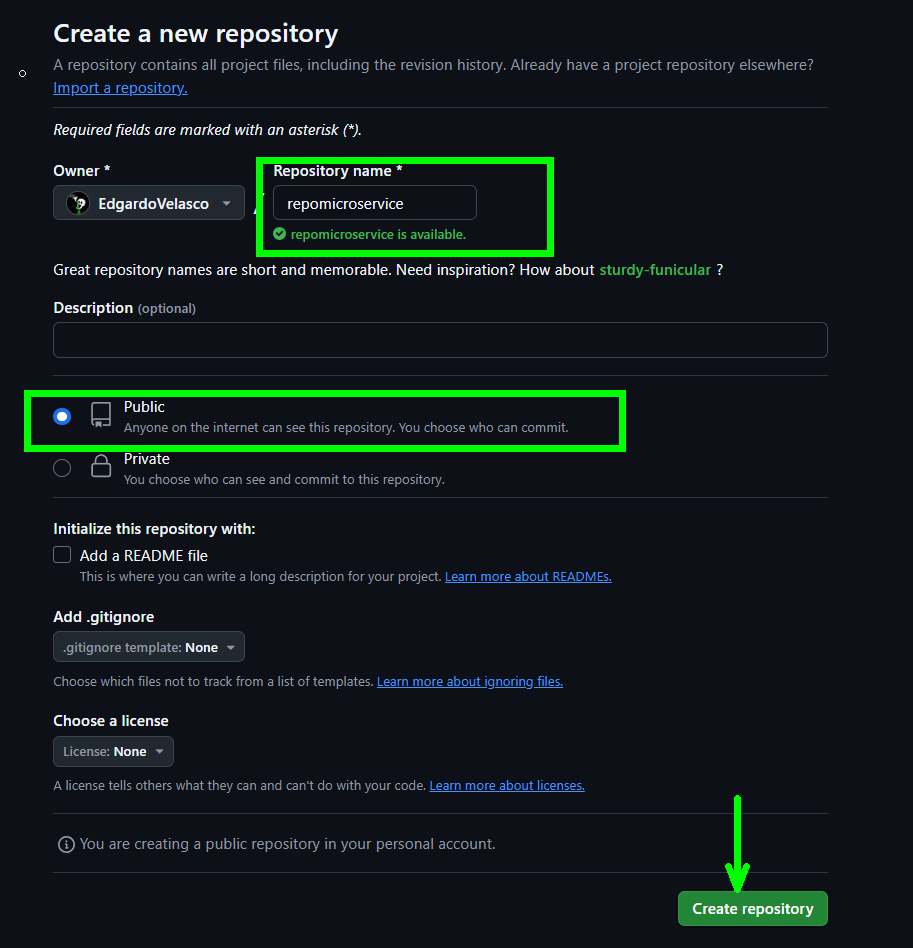 Create a new repository
A repository contains all project files, including the revision history. Already have a project repository elsewhere?
Import a repository.
Required fields are marked with an asterisk (*).
Owner *
Repository name *
EdgardoVelasco
/
repomicroservice
repomicroservice is available.
Great repository names are short and memorable. Need inspiration? How about sturdy-funicular ?
Description (optional)
Public
Anyone on the internet can see this repository. You choose who can commit.
Private
You choose who can see and commit to this repository.
Initialize this repository with:
Add a README file
This is where you can write a long description for your project. Learn more about READMEs.
Add .gitignore
.gitignore template: None
Choose which files not to track from a list of templates. Learn more about ignoring files.
Choose a license
License: None
A license tells others what they can and can't do with your code. Learn more about licenses.
You are creating a public repository in your personal account.
Create repository